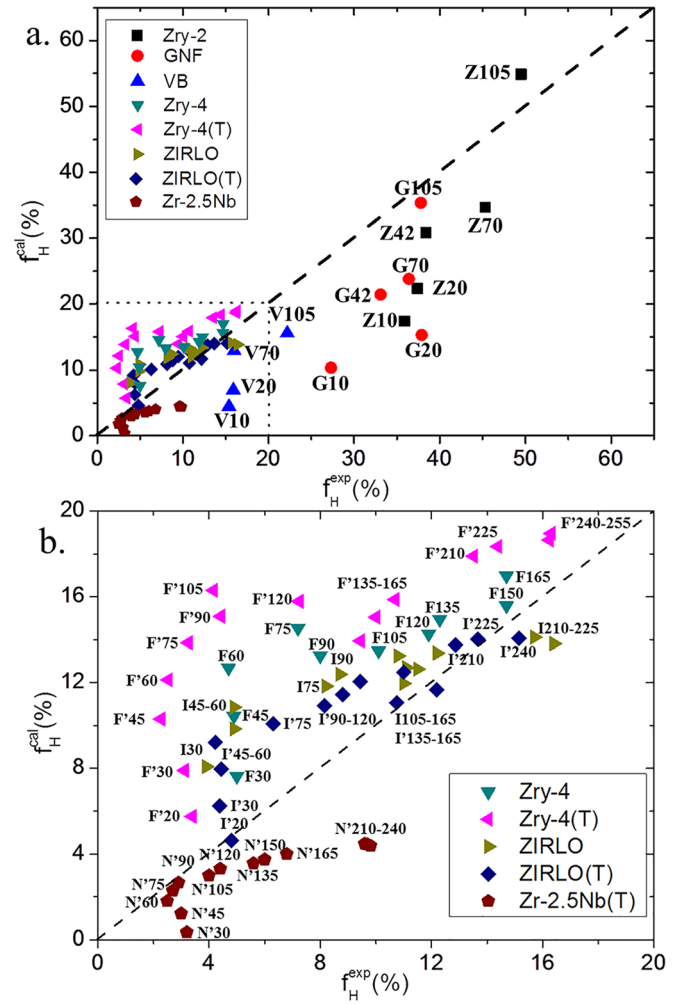 a.
Zry-2
GNF
VB
Zry-4
Zry-4(T)
ZIRLO
ZIRLO(T)
Zr-2.5Nb
Z105
G105
Z42
Z70
G70
G42
Z20
Z10
G20
G10
V105
V70
V20
V10
60
50
40
30
20
10
0
0 10 20 30 40 50 60
f_H^cal(%)
f_H^exp(%)
b.
F'240-255
F'225
F'210
F165
F'105
F'120
F'135-165
F150
F'90
F135
F75
F120
I'225
I210-225
F'75
F90
F105
I'240
F60
I90
I'210
F'60
I75
I45-60
F'45
F45
I'75
I'90-120
I105-165
I30
I'45-60
I'135-165
F'30
F30
I'30
F'20
I'20
N'210-240
N'150
N'120
N'165
N'90
N'135
N'75
N'105
N'60
N'45
N'30
Zry-4
Zry-4(T)
ZIRLO
ZIRLO(T)
Zr-2.5Nb(T)
20
16
12
8
4
0
0 4 8 12 16 20
f_H^cal(%)
f_H^exp(%)